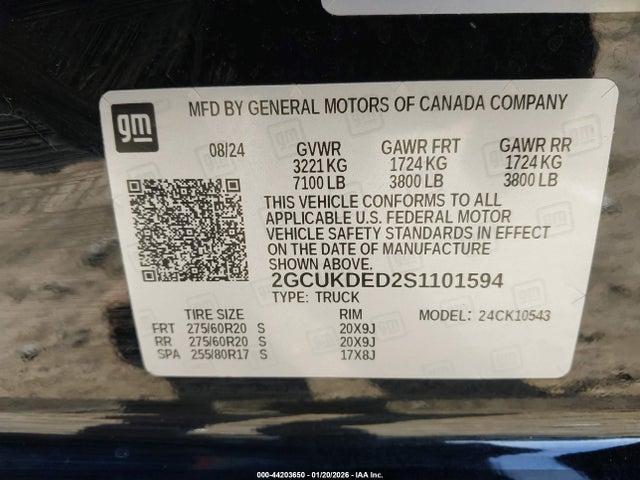 gm
MFD BY GENERAL MOTORS OF CANADA COMPANY
08/24 GVWR GAWR FRT GAWR RR
3221 KG 1724 KG 1724 KG
7100 LB 3800 LB 3800 LB
THIS VEHICLE CONFORMS TO ALL
APPLICABLE U.S. FEDERAL MOTOR
VEHICLE SAFETY STANDARDS IN EFFECT
ON THE DATE OF MANUFACTURE
SHOWN ABOVE.
2GCUKDED2S1101594
TYPE: TRUCK
TIRE SIZE RIM MODEL: 24CK10543
FRT 275/60R20 S 20X9J
RR 275/60R20 S 20X9J
SPA 255/80R17 S 17X8J
000-44203650 - 01/20/2026 - IAA Inc.